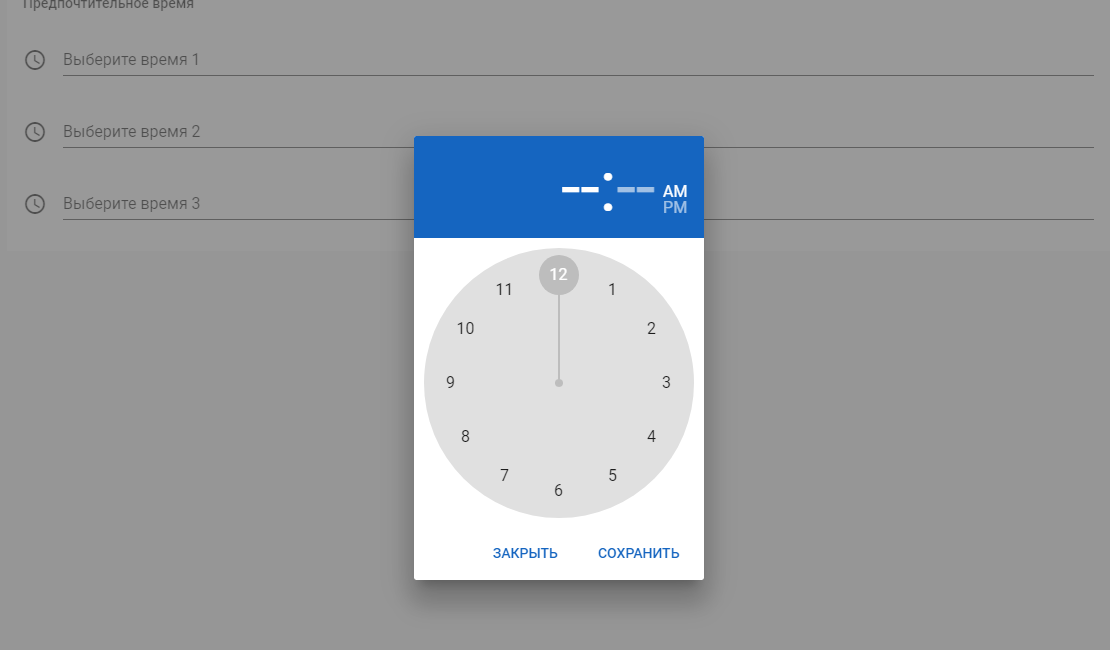 Предпочтительное время
Выберите время 1
Выберите время 2
Выберите время 3
--:-- AM
PM
12
11 1
10 2
9 3
8 4
7 5
6
ЗАКРЫТЬ СОХРАНИТЬ